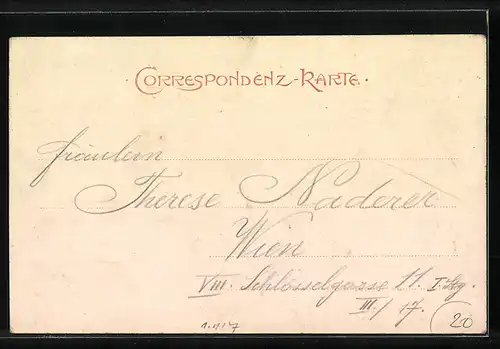 ·CORRESPONDENZ-KARTE·
Fräulein
Therese Naderer
Wien
VIII. Schlösselgasse 11. I. Stg.
III./17.
20